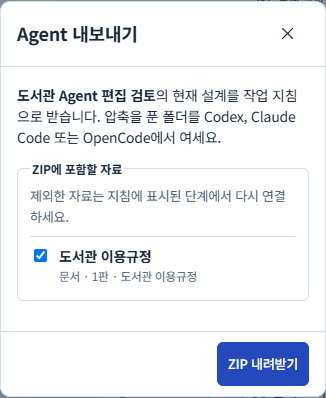 Agent 내보내기
도서관 Agent 편집 검토의 현재 설계를 작업 지침
으로 받습니다. 압축을 푼 폴더를 Codex, Claude
Code 또는 OpenCode에서 여세요.
ZIP에 포함할 자료
제외한 자료는 지침에 표시된 단계에서 다시 연결
하세요.
도서관 이용규정
문서 · 1판 · 도서관 이용규정
ZIP 내려받기